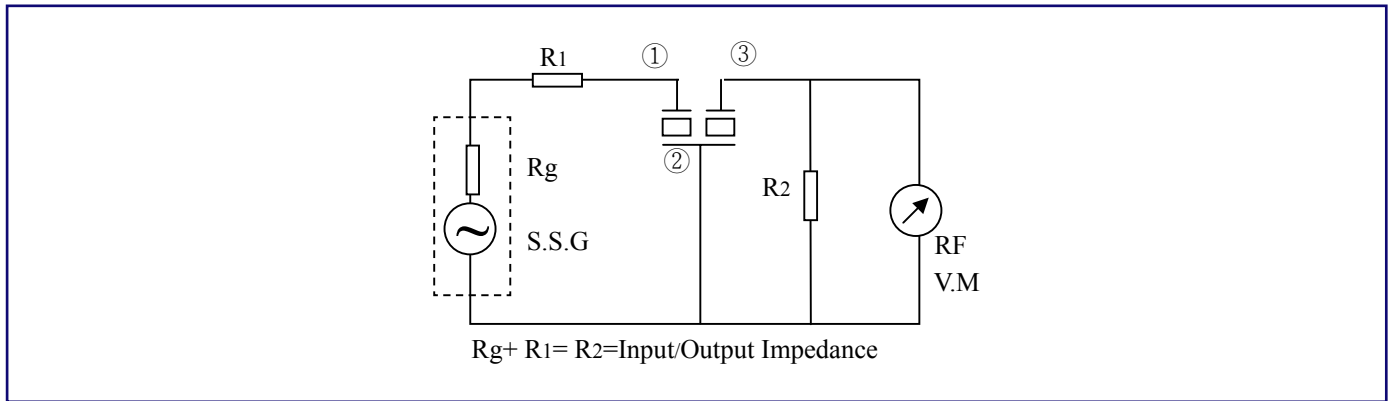 R1
①
③
②
Rg
R2
S.S.G
RF
V.M
Rg+ R1= R2=Input/Output Impedance